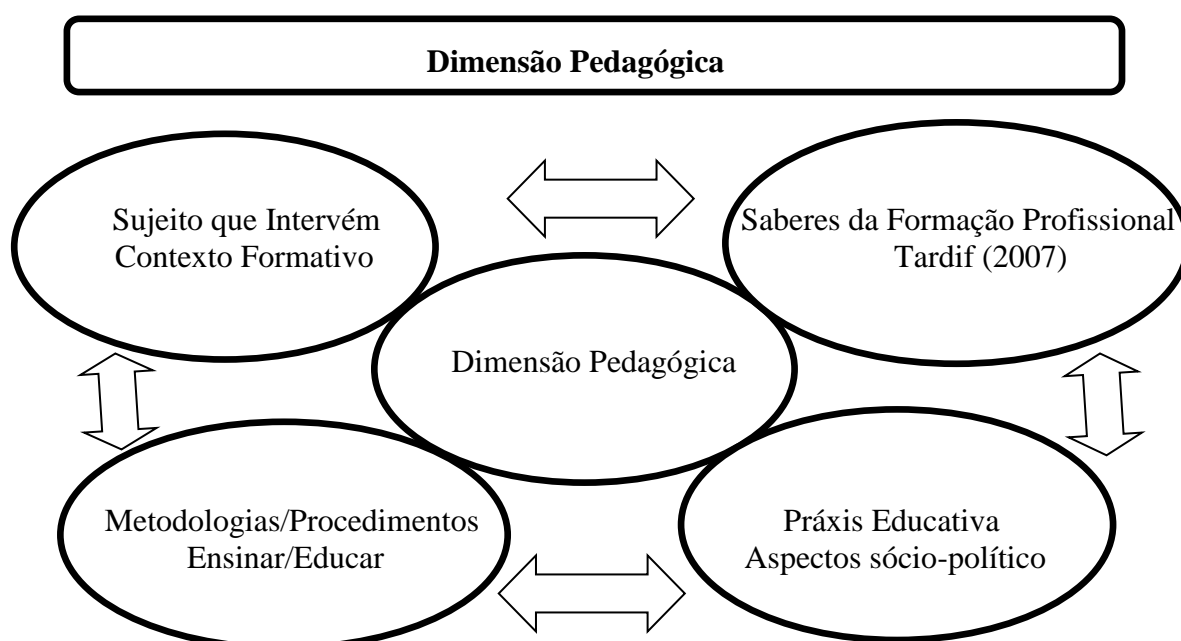 Dimensão Pedagógica
Sujeito que Intervém
Contexto Formativo
Saberes da Formação Profissional
Tardif (2007)
Dimensão Pedagógica
Metodologias/Procedimentos
Ensinar/Educar
Práxis Educativa
Aspectos sócio-político